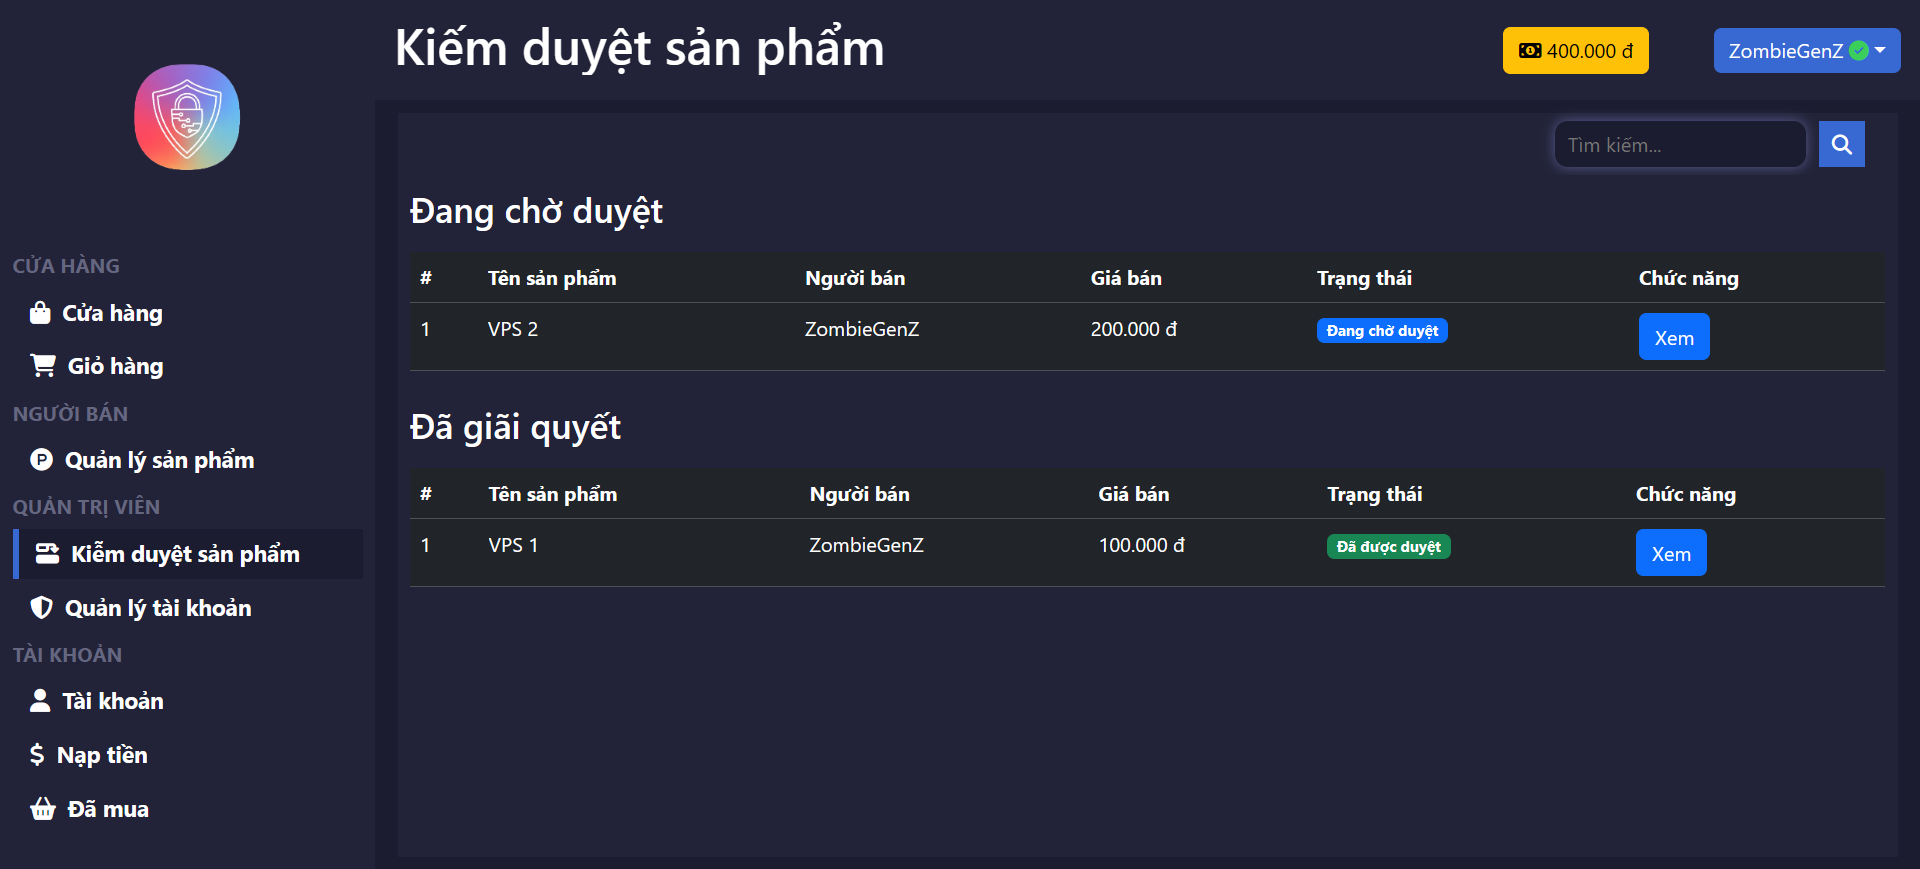 Kiếm duyệt sản phẩm
400.000 đ
ZombieGenZ
CỬA HÀNG
Cửa hàng
Giỏ hàng
NGƯỜI BÁN
Quản lý sản phẩm
QUẢN TRỊ VIÊN
Kiễm duyệt sản phẩm
Quản lý tài khoản
TÀI KHOẢN
Tài khoản
Nạp tiền
Đã mua
Tìm kiếm...
Đang chờ duyệt
# Tên sản phẩm Người bán Giá bán Trạng thái Chức năng
1 VPS 2 ZombieGenZ 200.000 đ Đang chờ duyệt Xem
Đã giãi quyết
# Tên sản phẩm Người bán Giá bán Trạng thái Chức năng
1 VPS 1 ZombieGenZ 100.000 đ Đã được duyệt Xem